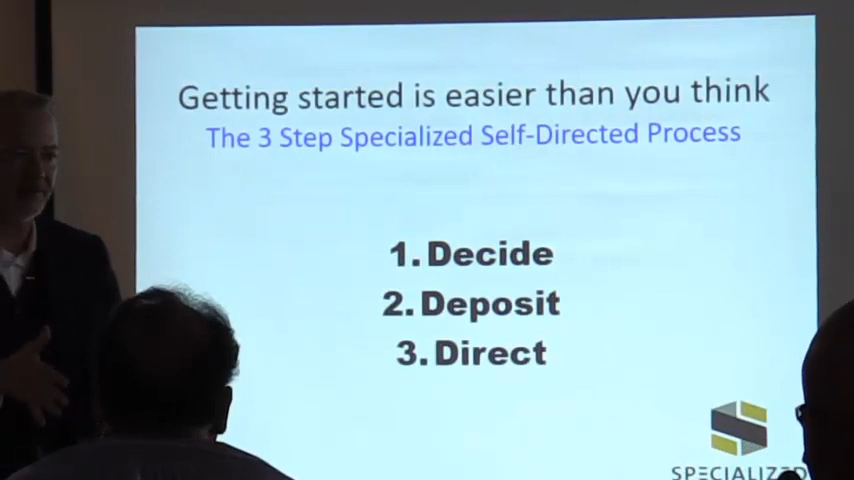 Getting started is easier than you think
The 3 Step Specialized Self-Directed Process
1. Decide
2. Deposit
3. Direct
SPECIALIZED